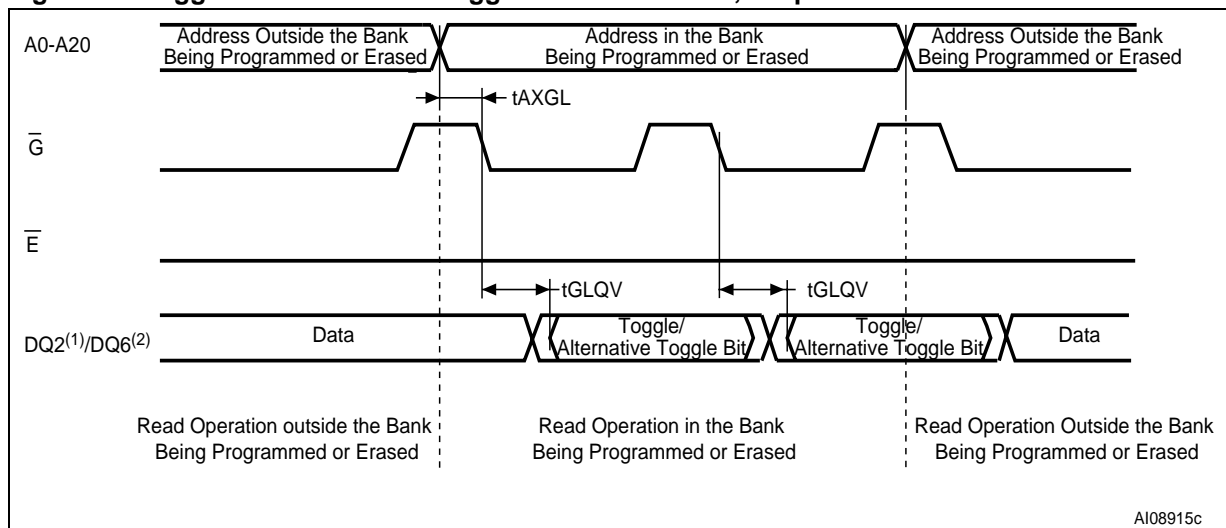 A0-A20
Address Outside the Bank
Being Programmed or Erased
Address in the Bank
Being Programmed or Erased
Address Outside the Bank
Being Programmed or Erased
tAXGL
G
E
tGLQV
tGLQV
DQ2(1)/DQ6(2)
Data
Toggle/
Alternative Toggle Bit
Toggle/
Alternative Toggle Bit
Data
Read Operation outside the Bank
Being Programmed or Erased
Read Operation in the Bank
Being Programmed or Erased
Read Operation Outside the Bank
Being Programmed or Erased
AI08915c